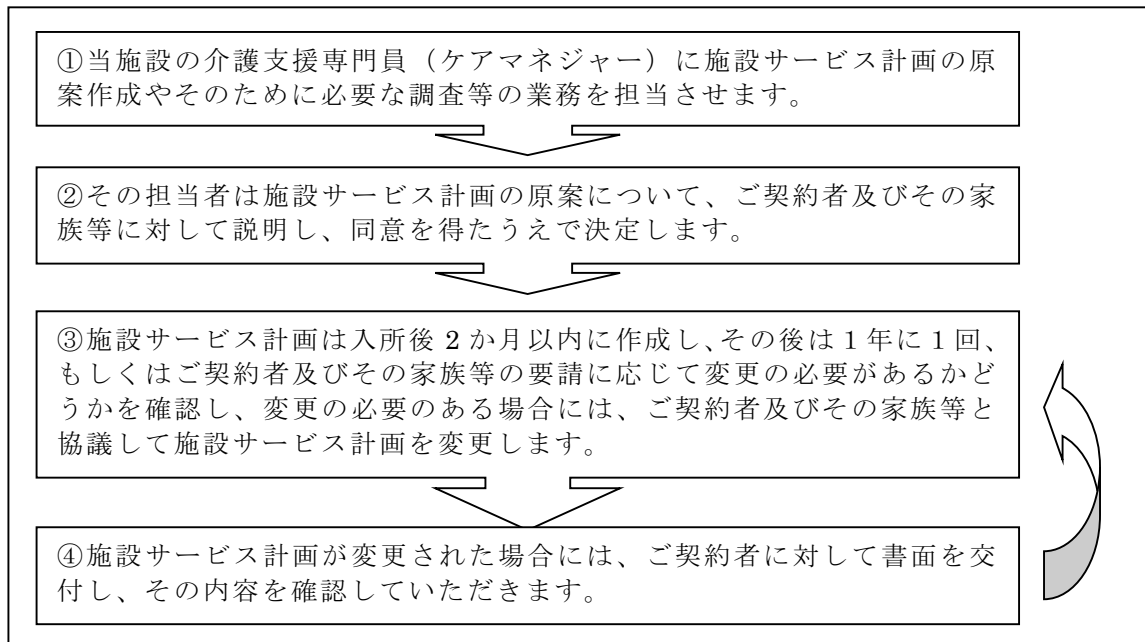 ①当施設の介護支援専門員（ケアマネジャー）に施設サービス計画の原
案作成やそのために必要な調査等の業務を担当させます。
②その担当者は施設サービス計画の原案について、ご契約者及びその家
族等に対して説明し、同意を得たうえで決定します。
③施設サービス計画は入所後 2 か月以内に作成し、その後は 1 年に 1 回、
もしくはご契約者及びその家族等の要請に応じて変更の必要があるかど
うかを確認し、変更の必要のある場合には、ご契約者及びその家族等と
協議して施設サービス計画を変更します。
④施設サービス計画が変更された場合には、ご契約者に対して書面を交
付し、その内容を確認していただきます。